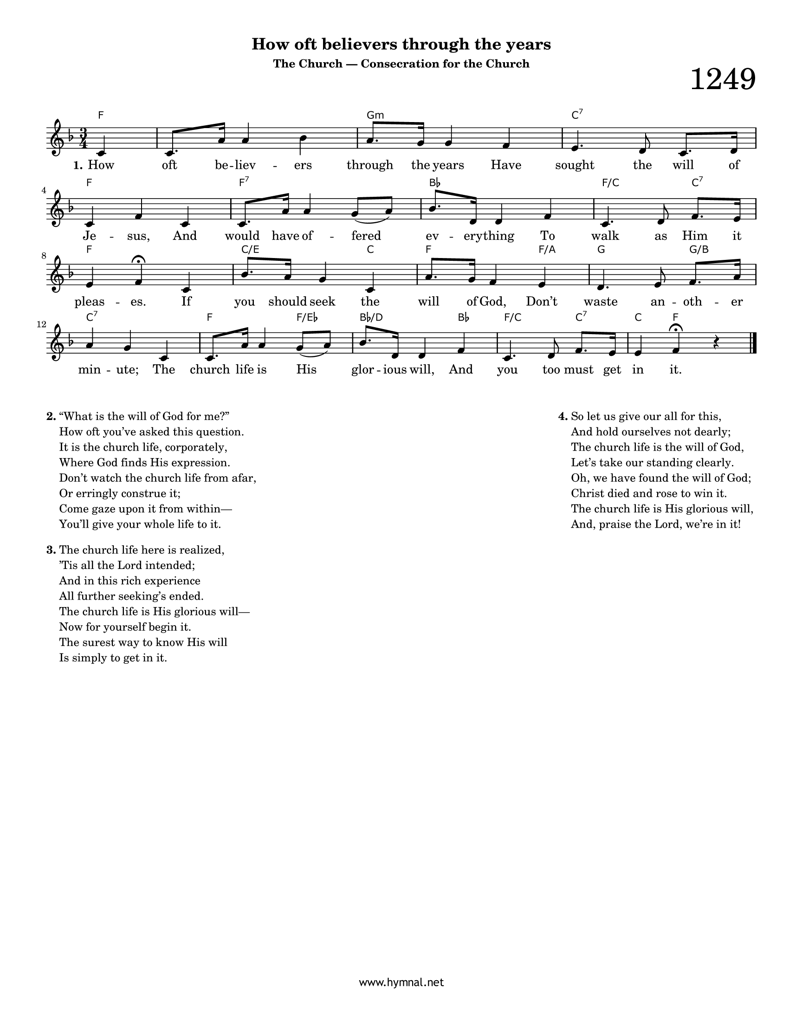 How oft believers through the years
The Church — Consecration for the Church
1249
F Gm C7
1. How oft be - liev - ers through the years Have sought the will of
4
F F7 B♭ F/C C7
Je - sus, And would have of - fered ev - erything To walk as Him it
8
F C/E C F F/A G G/B
pleas - es. If you should seek the will of God, Don't waste an - oth - er
12
C7 F F/E♭ B♭/D B♭ F/C C7 C F
min - ute; The church life is His glor - ious will, And you too must get in it.
2. “What is the will of God for me?”
How oft you’ve asked this question.
It is the church life, corporately,
Where God finds His expression.
Don’t watch the church life from afar,
Or erringly construe it;
Come gaze upon it from within—
You’ll give your whole life to it.
3. The church life here is realized,
’Tis all the Lord intended;
And in this rich experience
All further seeking’s ended.
The church life is His glorious will—
Now for yourself begin it.
The surest way to know His will
Is simply to get in it.
4. So let us give our all for this,
And hold ourselves not dearly;
The church life is the will of God,
Let’s take our standing clearly.
Oh, we have found the will of God;
Christ died and rose to win it.
The church life is His glorious will,
And, praise the Lord, we’re in it!
www.hymnal.net